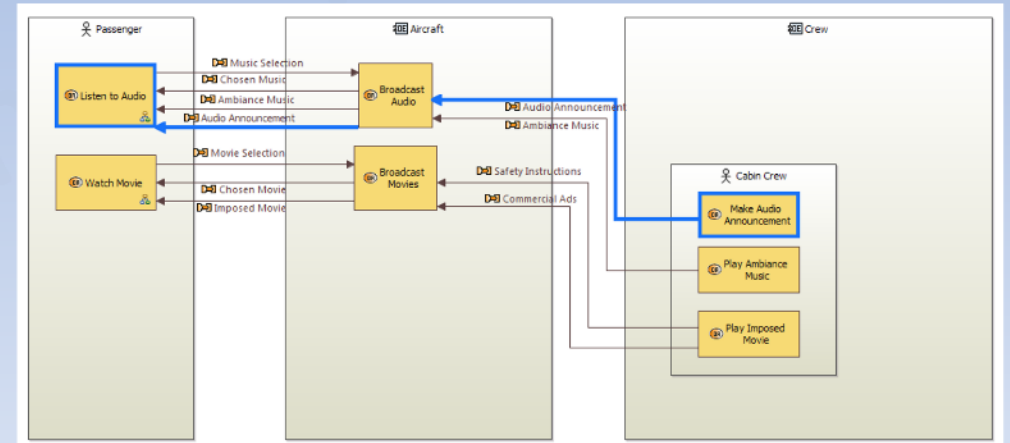 Passenger
Aircraft
Crew
Music Selection
Chosen Music
Listen to Audio
Ambiance Music
Audio Announcement
Broadcast
Audio
Audio Announcement
Ambiance Music
Movie Selection
Watch Movie
Chosen Movie
Imposed Movie
Broadcast
Movies
Safety Instructions
Commercial Ads
Cabin Crew
Make Audio
Announcement
Play Ambiance
Music
Play Imposed
Movie